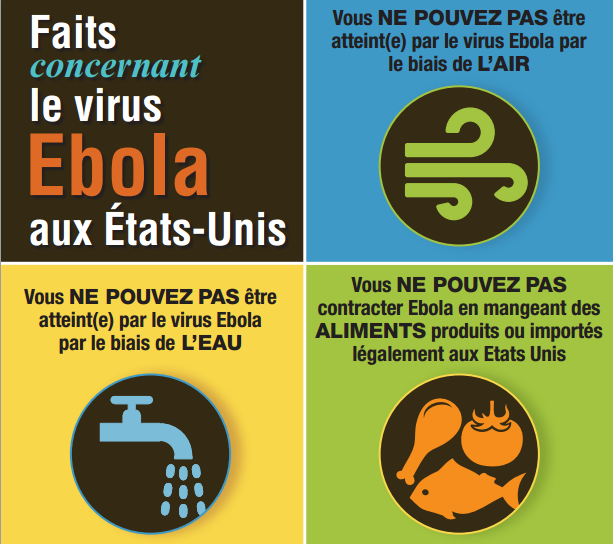 Faits
concernant
le virus
Ebola
aux États-Unis
Vous NE POUVEZ PAS être
atteint(e) par le virus Ebola par
le biais de L'AIR
Vous NE POUVEZ PAS être
atteint(e) par le virus Ebola
par le biais de L'EAU
Vous NE POUVEZ PAS
contracter Ebola en mangeant des
ALIMENTS produits ou importés
légalement aux Etats Unis